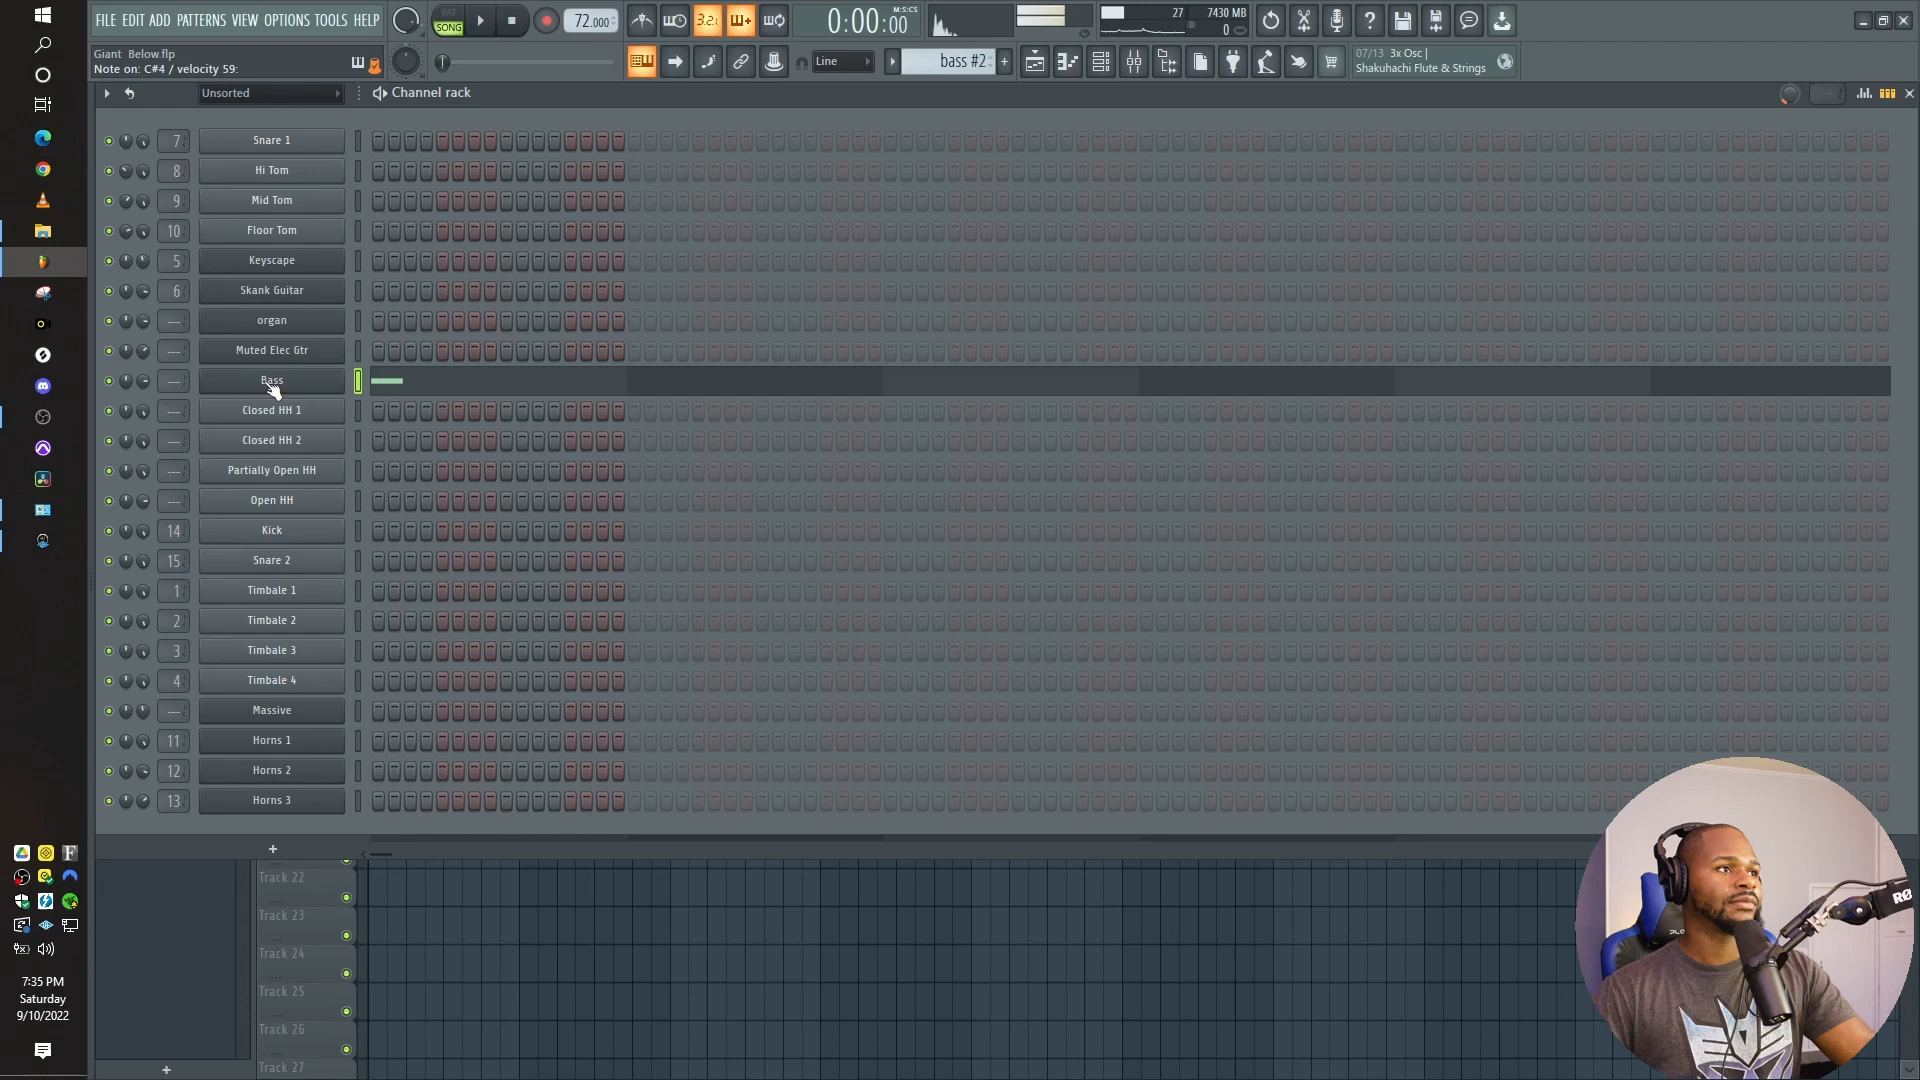 FILE EDIT ADD PATTERNS VIEW OPTIONS TOOLS HELP
PAT
SONG
72.000
3.2.
0:00:00
M:S:CS
27
7430 MB
0
Giant Below.flp
Note on: C#4 / velocity 59:
Line
bass #2
07/13 3x Osc |
Shakuhachi Flute & Strings
Unsorted
Channel rack
7 Snare 1
8 Hi Tom
9 Mid Tom
10 Floor Tom
5 Keyscape
6 Skank Guitar
--- organ
--- Muted Elec Gtr
--- Bass
--- Closed HH 1
--- Closed HH 2
--- Partially Open HH
--- Open HH
14 Kick
15 Snare 2
1 Timbale 1
2 Timbale 2
3 Timbale 3
4 Timbale 4
--- Massive
11 Horns 1
12 Horns 2
13 Horns 3
Track 22
Track 23
Track 24
Track 25
Track 26
Track 27
7:35 PM
Saturday
9/10/2022